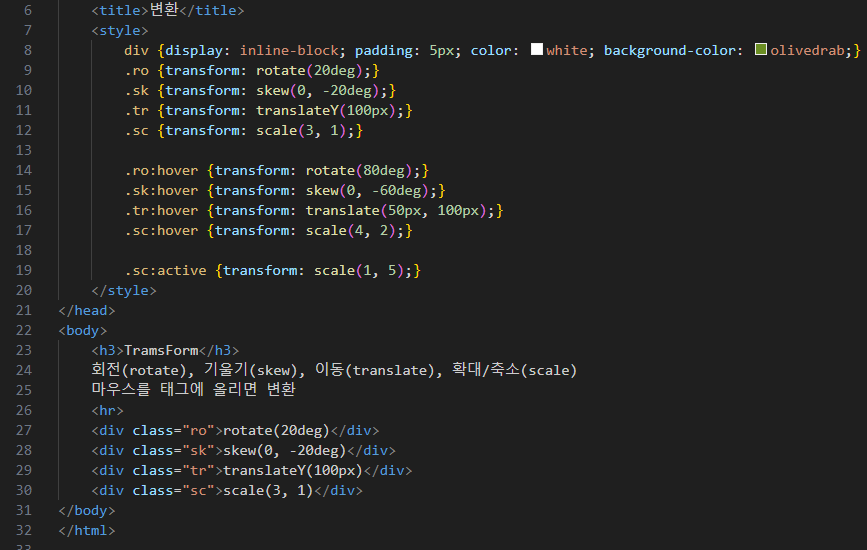 6 <title>변환</title>
7 <style>
8 div {display: inline-block; padding: 5px; color: white; background-color: olivedrab;}
9 .ro {transform: rotate(20deg);}
10 .sk {transform: skew(0, -20deg);}
11 .tr {transform: translateY(100px);}
12 .sc {transform: scale(3, 1);}
13
14 .ro:hover {transform: rotate(80deg);}
15 .sk:hover {transform: skew(0, -60deg);}
16 .tr:hover {transform: translate(50px, 100px);}
17 .sc:hover {transform: scale(4, 2);}
18
19 .sc:active {transform: scale(1, 5);}
20 </style>
21 </head>
22 <body>
23 <h3>TramsForm</h3>
24 회전(rotate), 기울기(skew), 이동(translate), 확대/축소(scale)
25 마우스를 태그에 올리면 변환
26 <hr>
27 <div class="ro">rotate(20deg)</div>
28 <div class="sk">skew(0, -20deg)</div>
29 <div class="tr">translateY(100px)</div>
30 <div class="sc">scale(3, 1)</div>
31 </body>
32 </html>
33